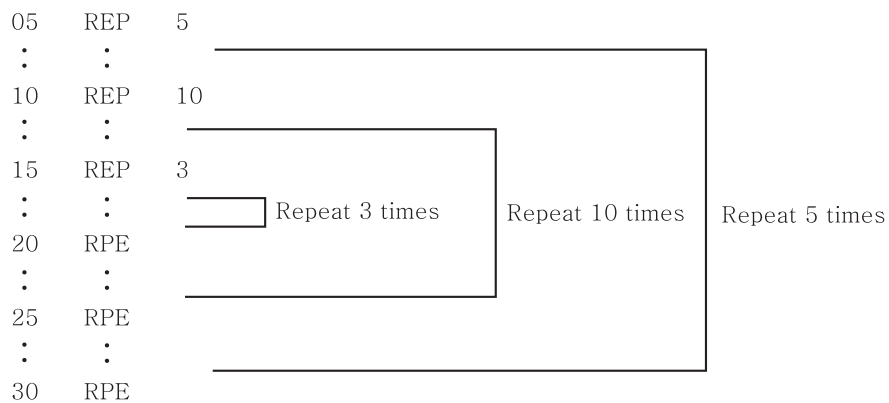 05 REP 5
: :
10 REP 10
: :
15 REP 3
: : Repeat 3 times Repeat 10 times Repeat 5 times
20 RPE
: :
25 RPE
: :
30 RPE